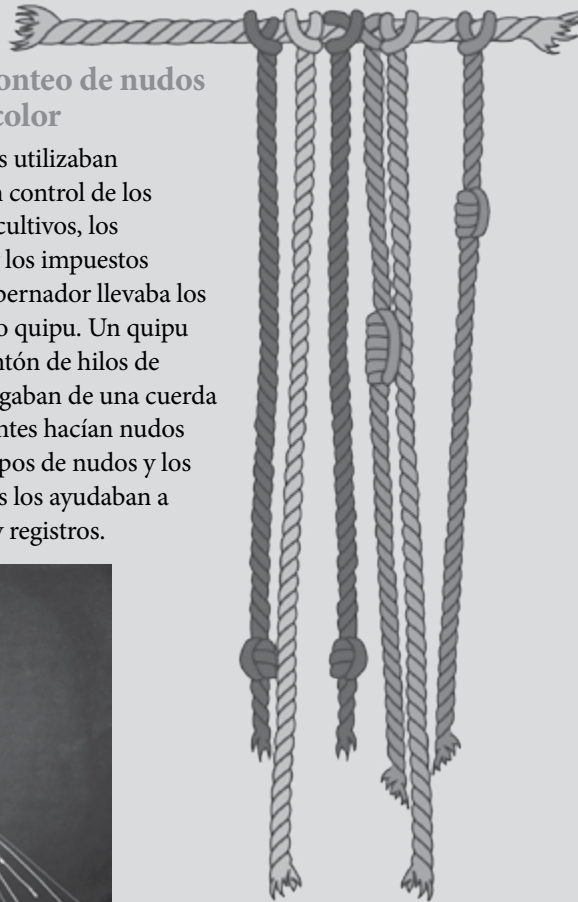 onteo de nudos
color
s utilizaban
n control de los
cultivos, los
los impuestos
bernador llevaba los
o quipu. Un quipu
ntón de hilos de
gaban de una cuerda
ntes hacían nudos
pos de nudos y los
s los ayudaban a
y registros.